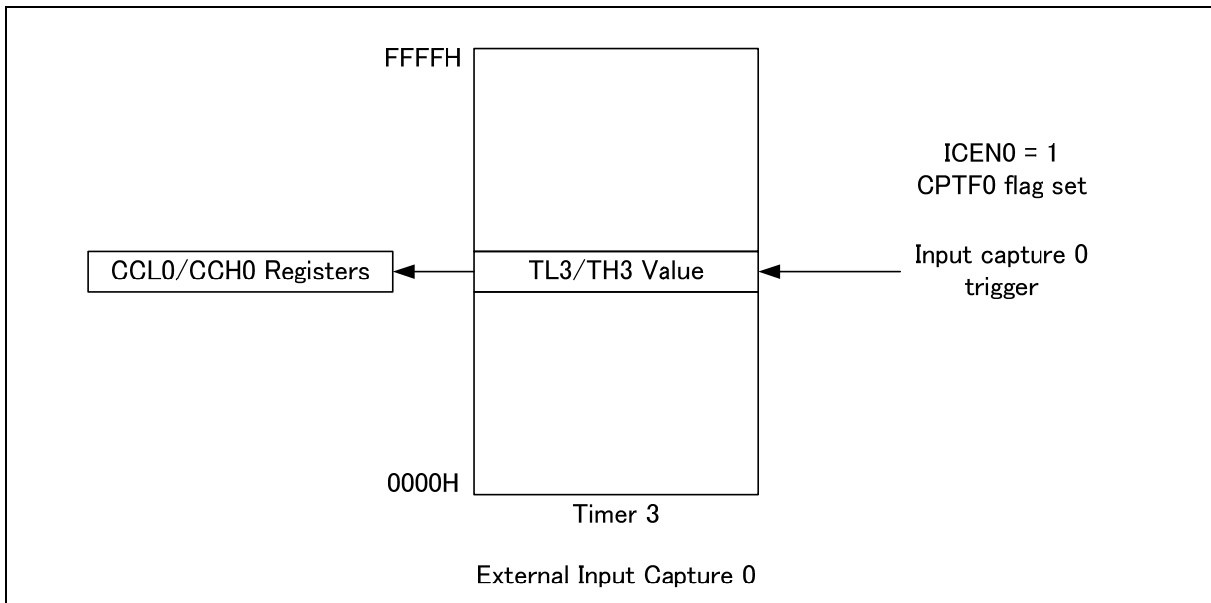 FFFFH
ICEN0 = 1
CPTF0 flag set
CCL0/CCH0 Registers
TL3/TH3 Value
Input capture 0
trigger
0000H
Timer 3
External Input Capture 0